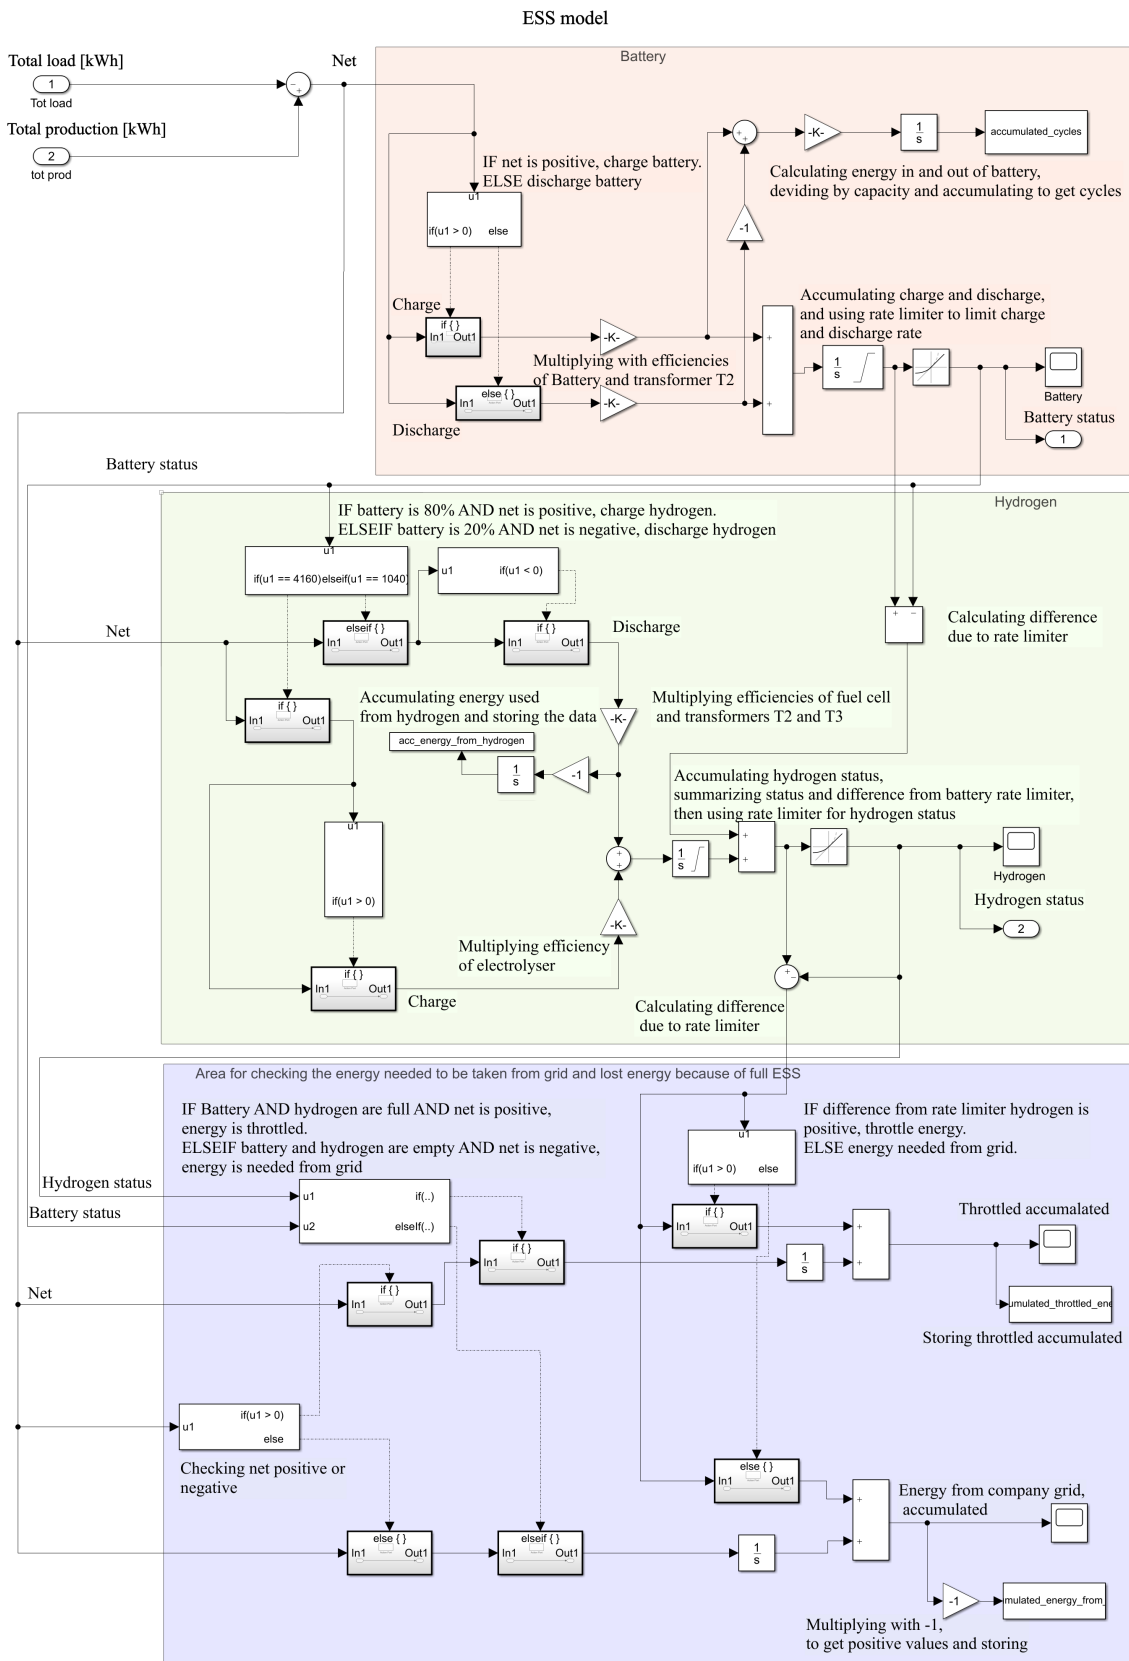 ESS model
Total load [kWh]
1
Tot load
Total production [kWh]
2
tot prod
Net
Battery
IF net is positive, charge battery.
ELSE discharge battery
u1
if(u1 > 0) else
-K-
1
s
accumulated_cycles
Calculating energy in and out of battery,
deviding by capacity and accumulating to get cycles
-1
Charge
if { }
In1 Out1
-K-
Multiplying with efficiencies
of Battery and transformer T2
else { }
In1 Out1
-K-
Discharge
Accumulating charge and discharge,
and using rate limiter to limit charge
and discharge rate
1
s
Battery
Battery status
1
Battery status
Hydrogen
IF battery is 80% AND net is positive, charge hydrogen.
ELSEIF battery is 20% AND net is negative, discharge hydrogen
u1
if(u1 == 4160) elseif(u1 == 1040)
u1 if(u1 < 0)
Net
elseif { }
In1 Out1
if { }
In1 Out1
Discharge
Calculating difference
due to rate limiter
if { }
In1 Out1
Accumulating energy used
from hydrogen and storing the data
acc_energy_from_hydrogen
1
s
-1
-K-
Multiplying efficiencies of fuel cell
and transformers T2 and T3
Accumulating hydrogen status,
summarizing status and difference from battery rate limiter,
then using rate limiter for hydrogen status
u1
if(u1 > 0)
1
s
Hydrogen
Hydrogen status
2
-K-
Multiplying efficiency
of electrolyser
if { }
In1 Out1
Charge
Calculating difference
due to rate limiter
Area for checking the energy needed to be taken from grid and lost energy because of full ESS
IF Battery AND hydrogen are full AND net is positive,
energy is throttled.
ELSEIF battery and hydrogen are empty AND net is negative,
energy is needed from grid
IF difference from rate limiter hydrogen is
positive, throttle energy.
ELSE energy needed from grid.
u1
if(u1 > 0) else
Hydrogen status
Battery status
u1 if(..)
u2 elseIf(..)
if { }
In1 Out1
if { }
In1 Out1
1
s
Throttled accumulated
umulated_throttled_ene
Storing throttled accumulated
Net
if { }
In1 Out1
if(u1 > 0)
u1
else
Checking net positive or
negative
else { }
In1 Out1
Energy from company grid,
accumulated
else { }
In1 Out1
elseif { }
In1 Out1
1
s
-1
mulated_energy_from_
Multiplying with -1,
to get positive values and storing